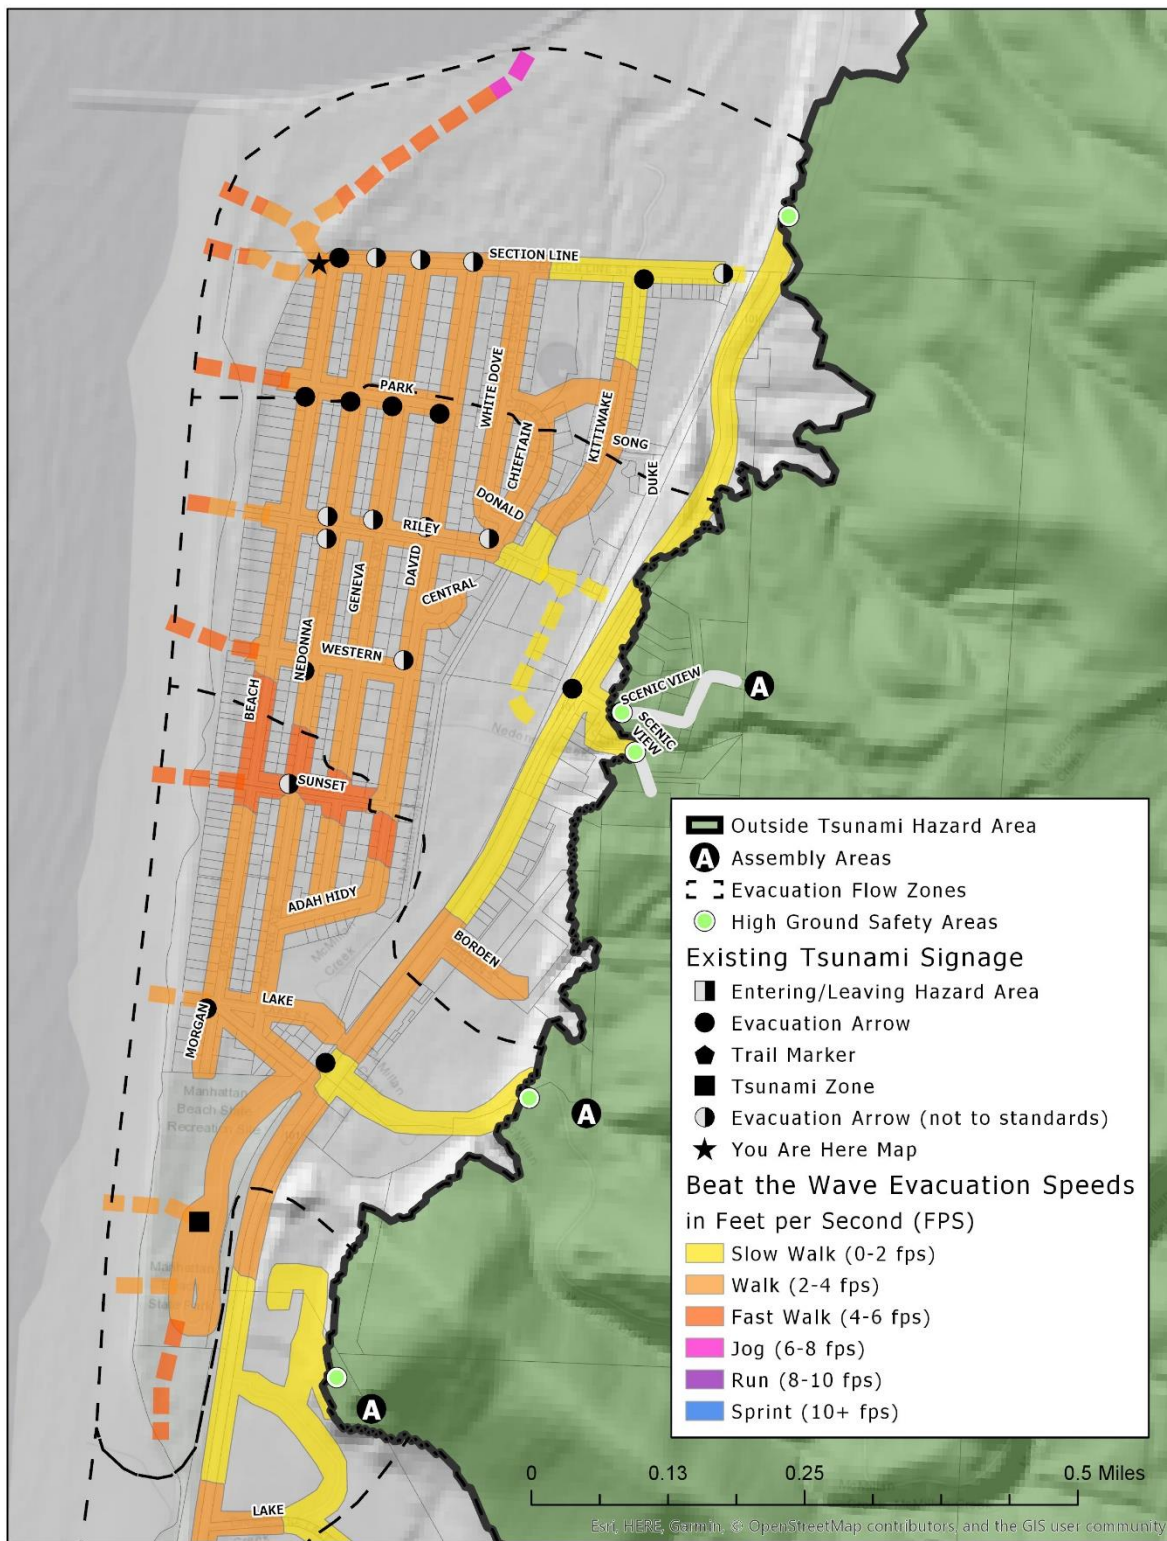 SECTION LINE
PARK
WHITE DOVE
CHIEFTAIN
KITTIWAKE
SONG
DUKE
DONALD
RILEY
DAVID
GENEVA
CENTRAL
NEDONNA
WESTERN
BEACH
SCENIC VIEW
A
SCENIC
VIEW
SUNSET
ADAH HIDY
BORDEN
LAKE
MORGAN
Manhattan
Beach State
A
A
LAKE
Outside Tsunami Hazard Area
A Assembly Areas
Evacuation Flow Zones
High Ground Safety Areas
Existing Tsunami Signage
Entering/Leaving Hazard Area
Evacuation Arrow
Trail Marker
Tsunami Zone
Evacuation Arrow (not to standards)
You Are Here Map
Beat the Wave Evacuation Speeds
in Feet per Second (FPS)
Slow Walk (0-2 fps)
Walk (2-4 fps)
Fast Walk (4-6 fps)
Jog (6-8 fps)
Run (8-10 fps)
Sprint (10+ fps)
0 0.13 0.25 0.5 Miles
Esri, HERE, Garmin, © OpenStreetMap contributors, and the GIS user community